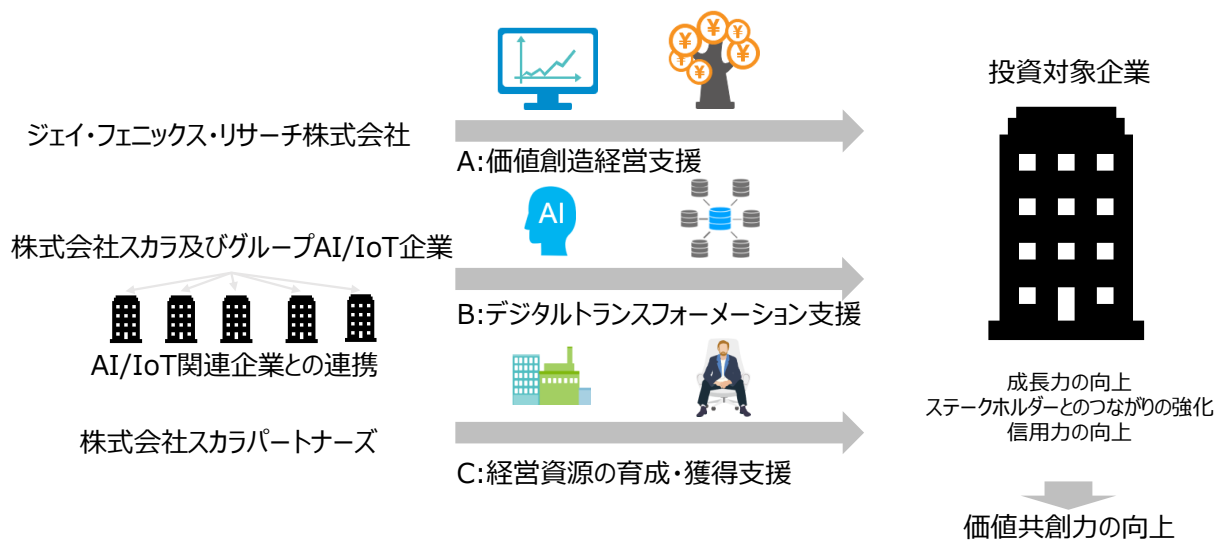 投資対象企業
ジェイ・フェニックス・リサーチ株式会社
¥
¥
¥
¥
¥
¥
A:価値創造経営支援
株式会社スカラ及びグループAI/IoT企業
AI
B:デジタルトランスフォーメーション支援
AI/IoT関連企業との連携
株式会社スカラパートナーズ
C:経営資源の育成・獲得支援
成長力の向上
ステークホルダーとのつながりの強化
信用力の向上
価値共創力の向上